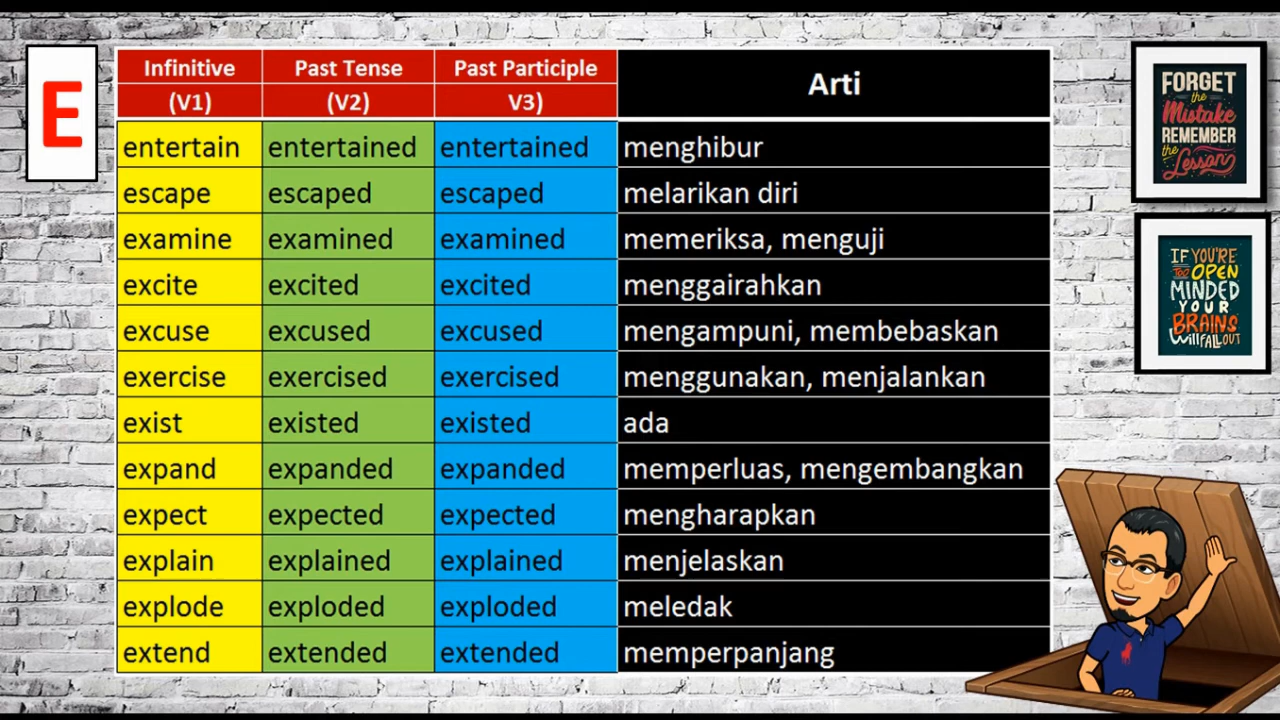 E
Infinitive Past Tense Past Participle Arti
(V1) (V2) V3)
entertain entertained entertained menghibur
escape escaped escaped melarikan diri
examine examined examined memeriksa, menguji
excite excited excited menggairahkan
excuse excused excused mengampuni, membebaskan
exercise exercised exercised menggunakan, menjalankan
exist existed existed ada
expand expanded expanded memperluas, mengembangkan
expect expected expected mengharapkan
explain explained explained menjelaskan
explode exploded exploded meledak
extend extended extended memperpanjang
FORGET
the
Mistake
REMEMBER
the
Lesson
IF YOU'RE
TOO OPEN
MINDED
YOUR
BRAINS
Will FALL OUT